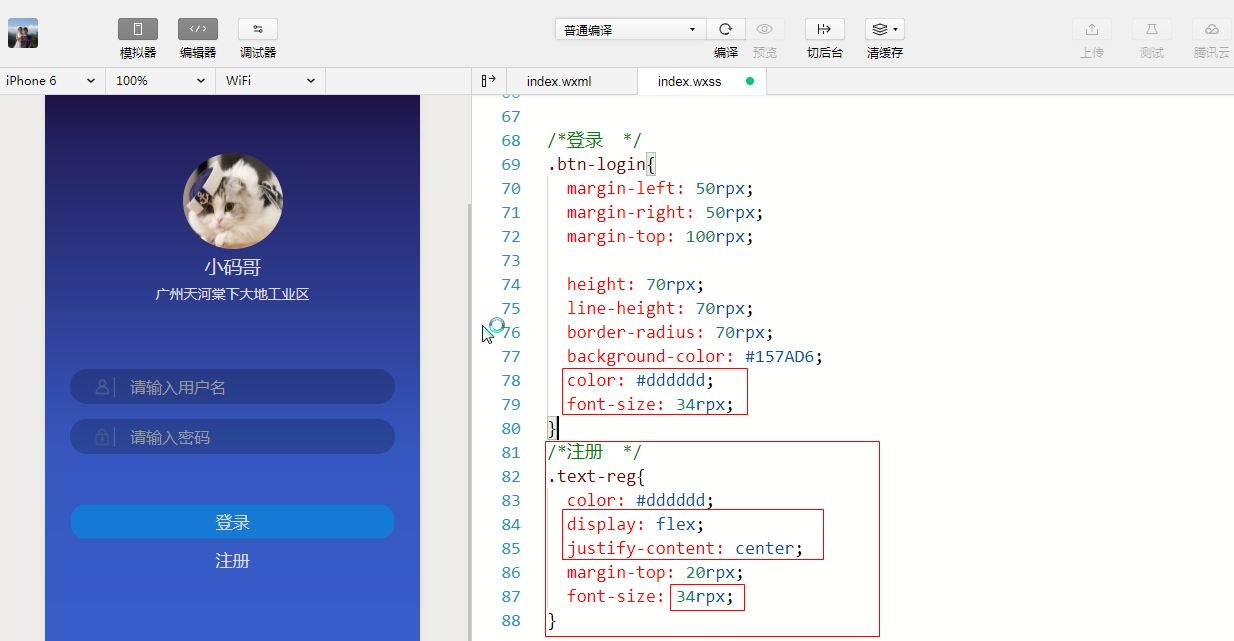 模拟器 编辑器 调试器
普通编译
编译 预览 切后台 清缓存 上传 测试 腾讯云
iPhone 6 100% WiFi
index.wxml index.wxss
小码哥
广州天河棠下大地工业区
请输入用户名
请输入密码
登录
注册
67
68 /*登录  */
69 .btn-login{
70 margin-left: 50rpx;
71 margin-right: 50rpx;
72 margin-top: 100rpx;
73
74 height: 70rpx;
75 line-height: 70rpx;
76 border-radius: 70rpx;
77 background-color: #157AD6;
78 color: #dddddd;
79 font-size: 34rpx;
80 }
81 /*注册  */
82 .text-reg{
83 color: #dddddd;
84 display: flex;
85 justify-content: center;
86 margin-top: 20rpx;
87 font-size: 34rpx;
88 }